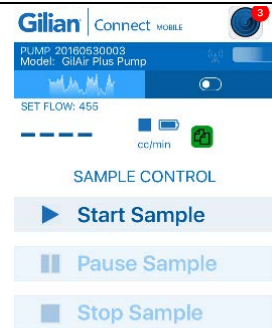 Gilian | Connect MOBILE
3
PUMP 20160530003
Model: GilAir Plus Pump
SET FLOW: 455
----
cc/min
SAMPLE CONTROL
Start Sample
Pause Sample
Stop Sample